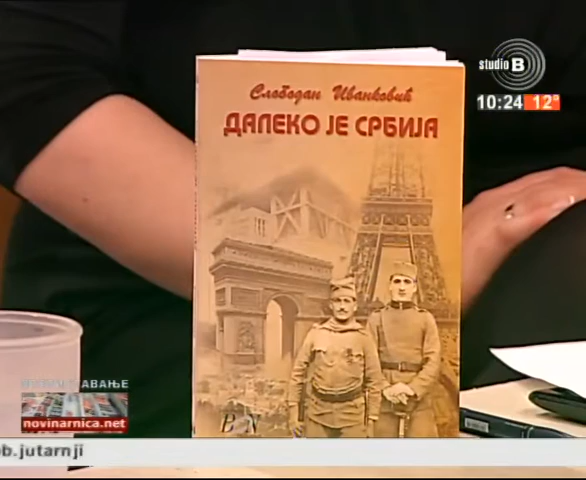 studio B
10:24 12°
Слободан Иванковић
ДАЛЕКО ЈЕ СРБИЈА
novinarnica.net
b.jutarnji